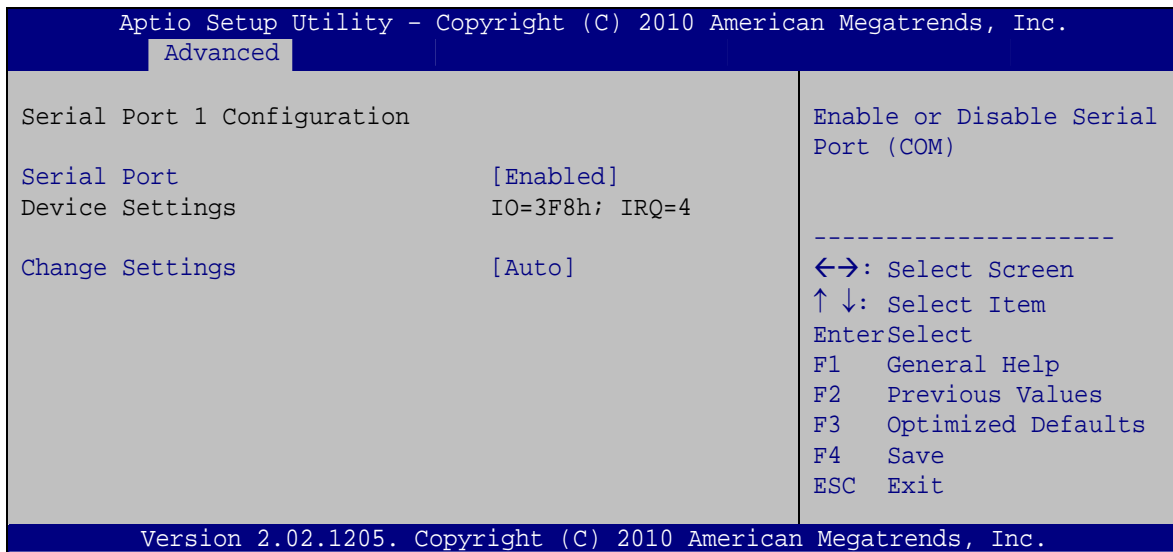 Aptio Setup Utility – Copyright (C) 2010 American Megatrends, Inc.
Advanced
Serial Port 1 Configuration
Serial Port [Enabled]
Device Settings IO=3F8h; IRQ=4
Change Settings [Auto]
Enable or Disable Serial
Port (COM)
---------------------
←→: Select Screen
↑ ↓: Select Item
EnterSelect
F1 General Help
F2 Previous Values
F3 Optimized Defaults
F4 Save
ESC Exit
Version 2.02.1205. Copyright (C) 2010 American Megatrends, Inc.